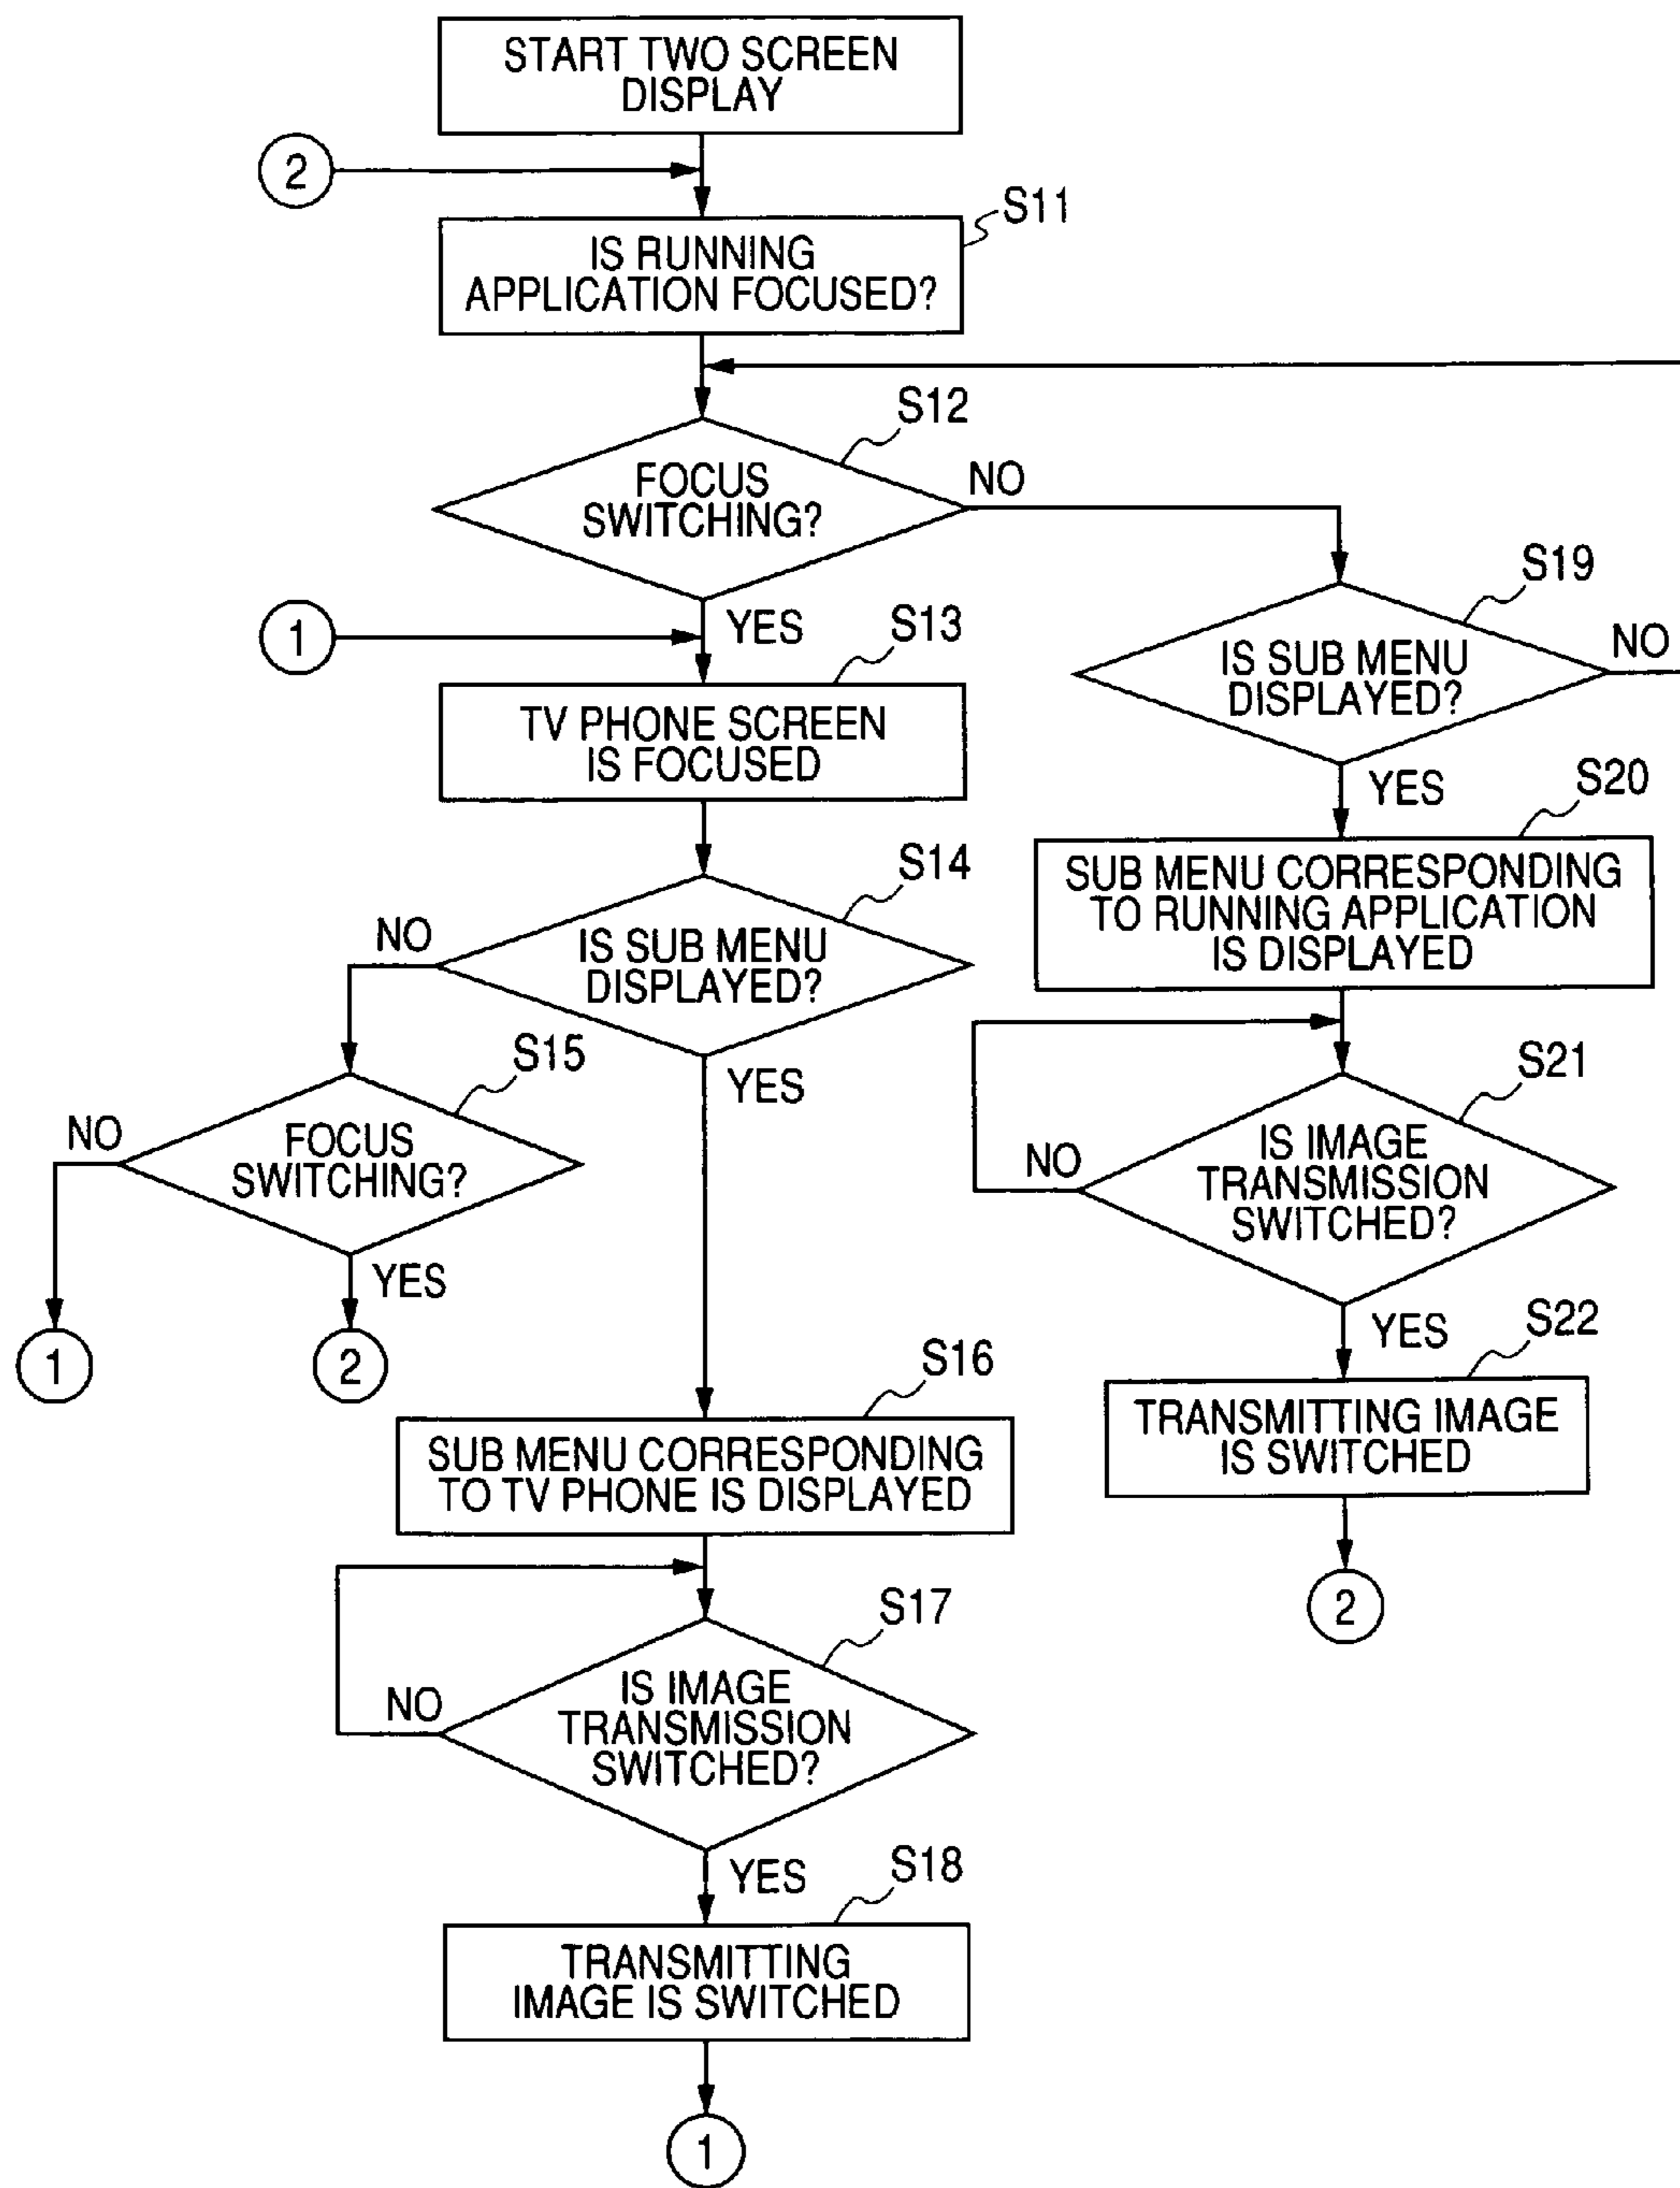 START TWO SCREEN
DISPLAY
2
S11
IS RUNNING
APPLICATION FOCUSED?
S12
FOCUS
SWITCHING?
NO
YES
1
S13
TV PHONE SCREEN
IS FOCUSED
S14
IS SUB MENU
DISPLAYED?
NO
YES
S15
FOCUS
SWITCHING?
NO
YES
1
2
S16
SUB MENU CORRESPONDING
TO TV PHONE IS DISPLAYED
S17
IS IMAGE
TRANSMISSION
SWITCHED?
NO
YES
S18
TRANSMITTING
IMAGE IS SWITCHED
1
S19
IS SUB MENU
DISPLAYED?
NO
YES
S20
SUB MENU CORRESPONDING
TO RUNNING APPLICATION
IS DISPLAYED
S21
IS IMAGE
TRANSMISSION
SWITCHED?
NO
YES
S22
TRANSMITTING IMAGE
IS SWITCHED
2